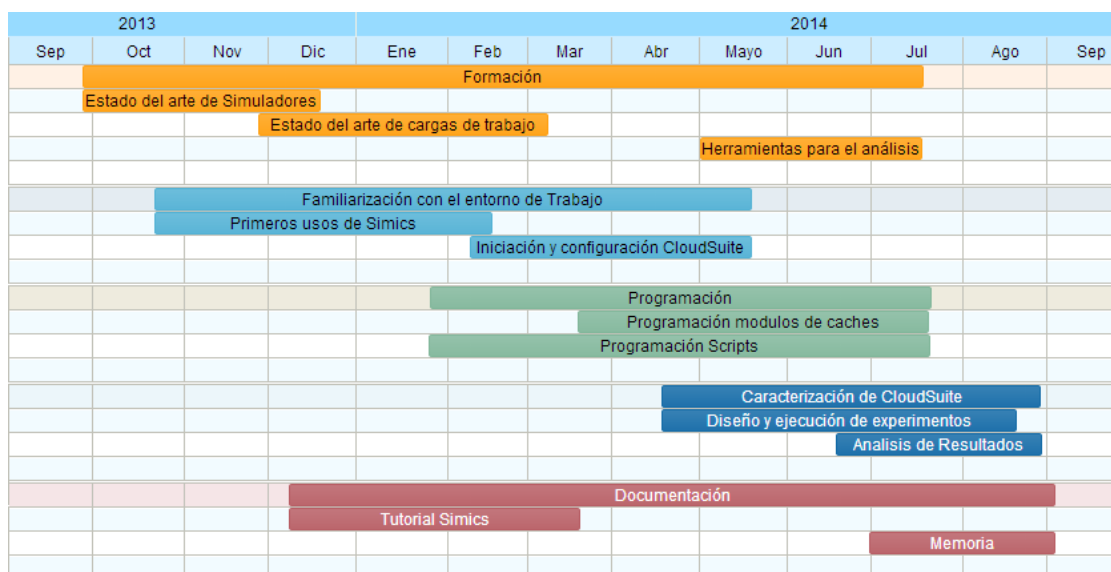 2013 2014
Sep Oct Nov Dic Ene Feb Mar Abr Mayo Jun Jul Ago Sep
Formación
Estado del arte de Simuladores
Estado del arte de cargas de trabajo
Herramientas para el análisis
Familiarización con el entorno de Trabajo
Primeros usos de Simics
Iniciación y configuración CloudSuite
Programación
Programación modulos de caches
Programación Scripts
Caracterización de CloudSuite
Diseño y ejecución de experimentos
Analisis de Resultados
Documentación
Tutorial Simics
Memoria